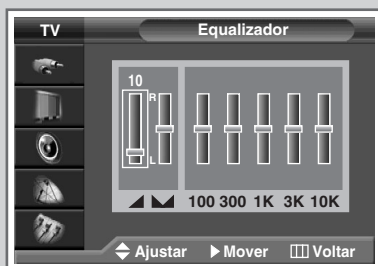 TV Equalizador
10
R
L
100 300 1K 3K 10K
Ajustar Mover Voltar